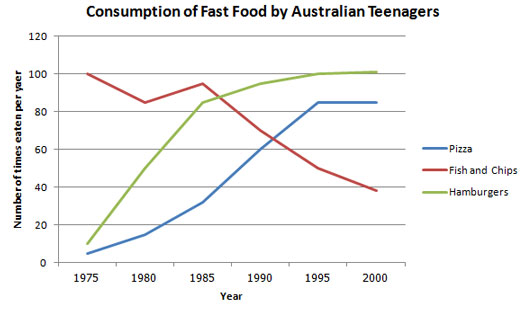 Consumption of Fast Food by Australian Teenagers
120
100
80
60
40
20
0
Number of times eaten per yaer
1975 1980 1985 1990 1995 2000
Year
Pizza
Fish and Chips
Hamburgers